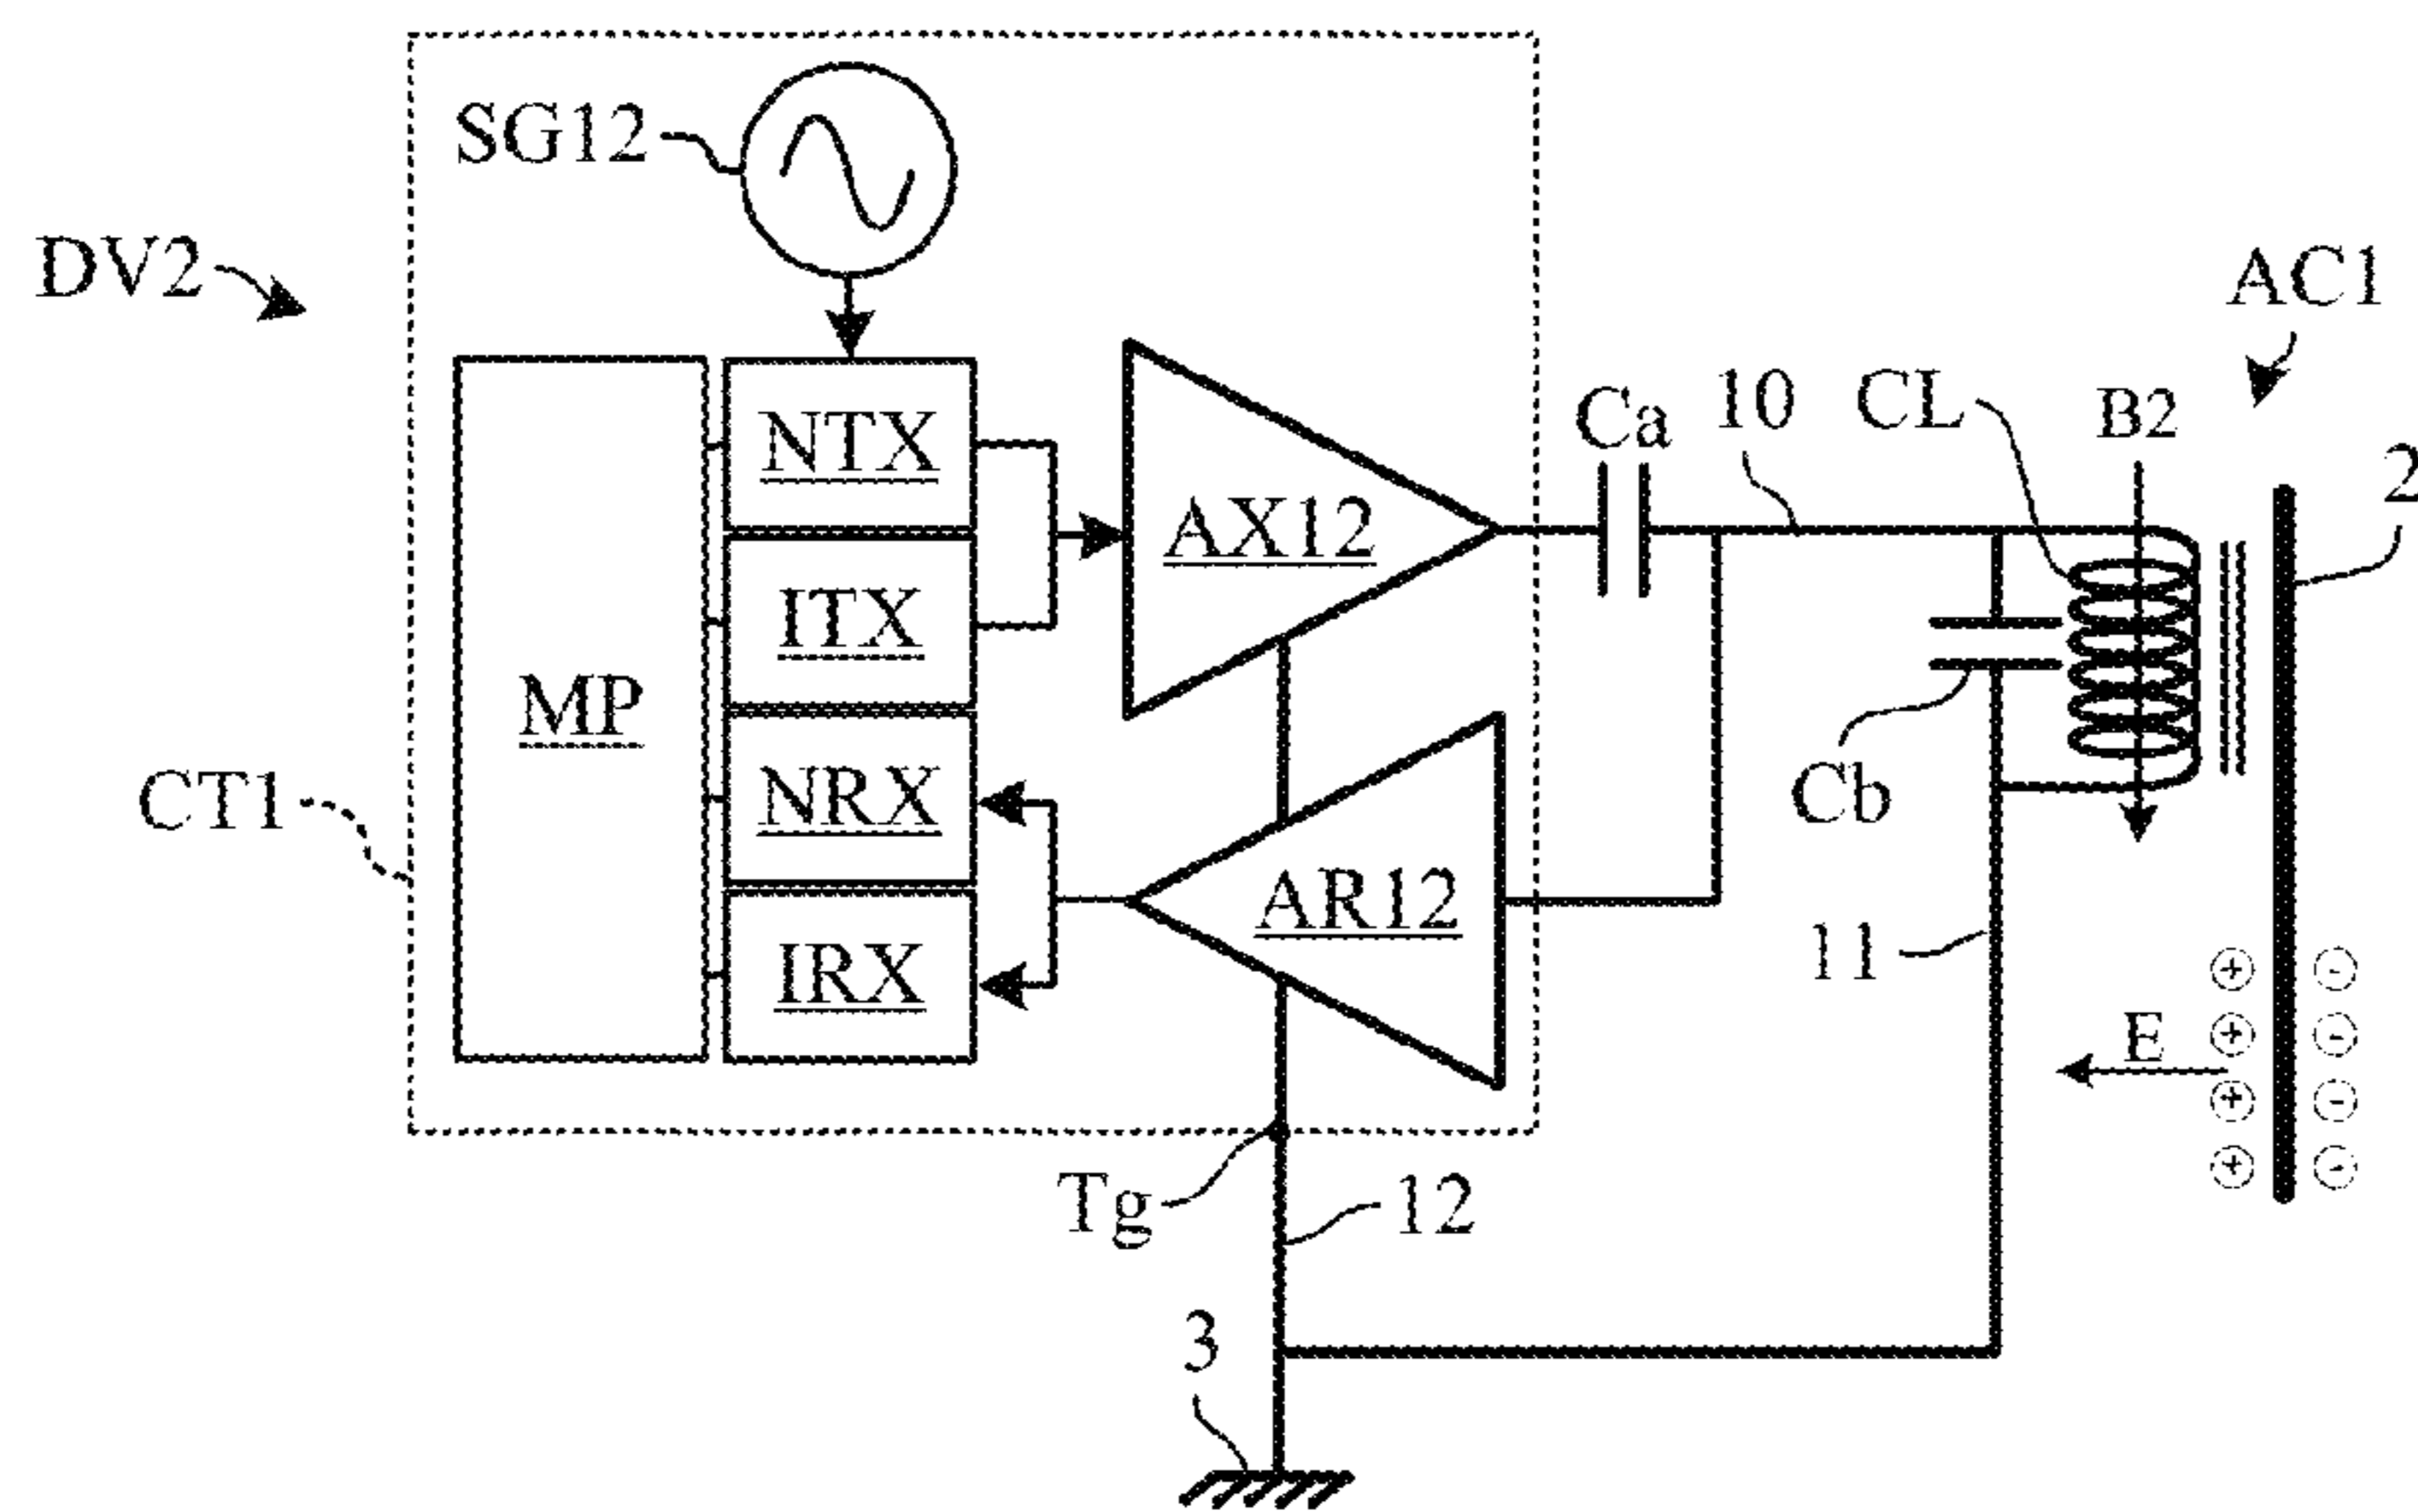 SG12
DV2
AC1
NTX
Ca
10
CL
B2
2
AX12
ITX
MP
NRX
CT1
Cb
AR12
IRX
11
+ -
E
+ -
+ -
+ -
Tg
12
3